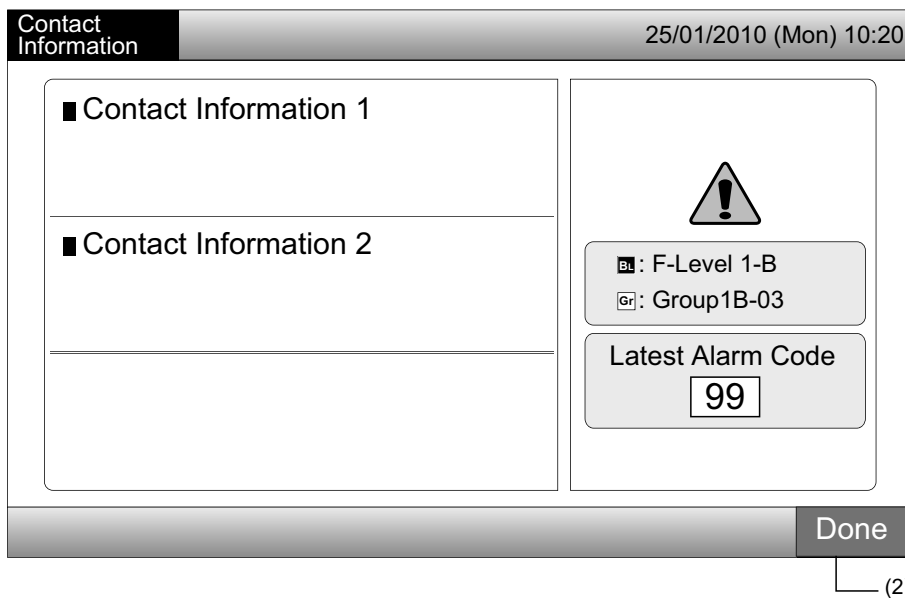 Contact
Information
25/01/2010 (Mon) 10:20
■ Contact Information 1
■ Contact Information 2
BL: F-Level 1-B
Gr: Group1B-03
Latest Alarm Code
99
Done
(2